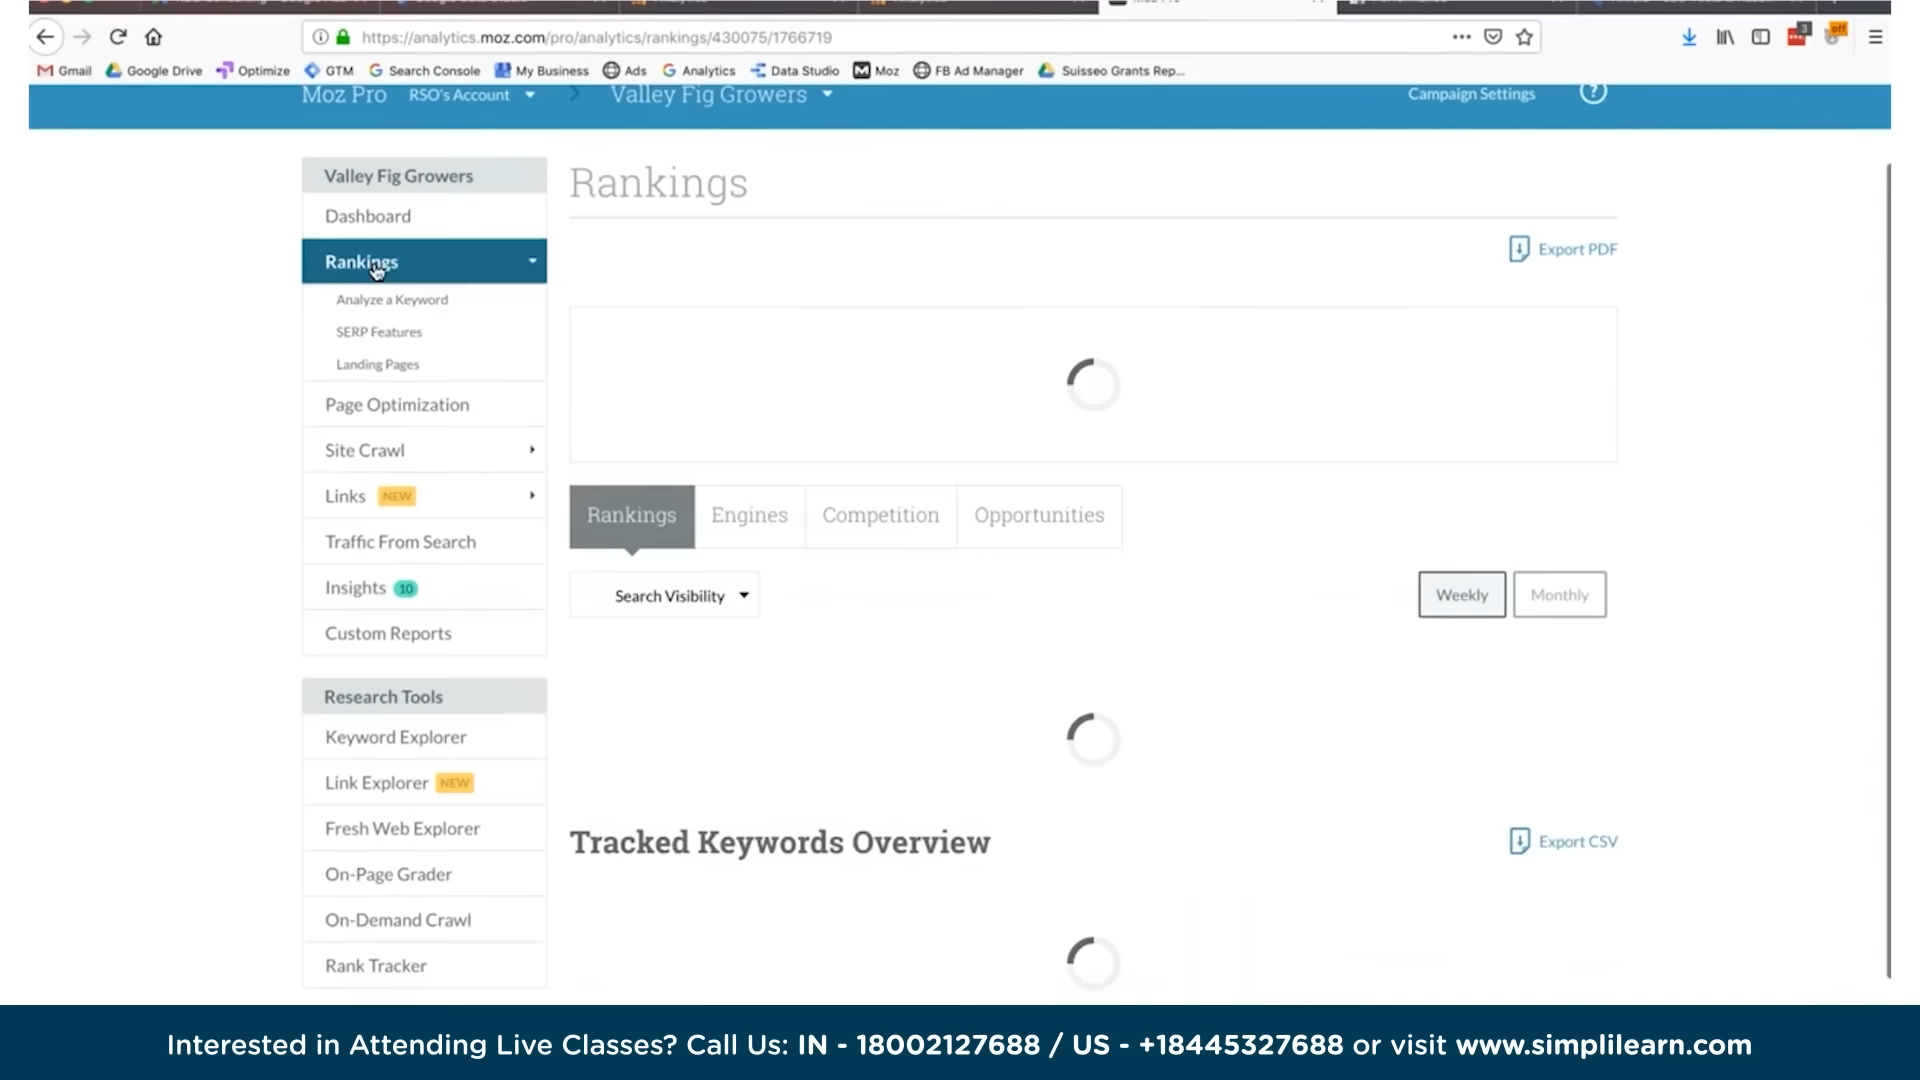 https://analytics.moz.com/pro/analytics/rankings/430075/1766719
3
off
Gmail Google Drive Optimize GTM Search Console My Business Ads Analytics Data Studio Moz FB Ad Manager Suisseo Grants Rep...
Moz Pro RSO's Account Valley Fig Growers Campaign Settings ?
Valley Fig Growers
Dashboard
Rankings
Analyze a Keyword
SERP Features
Landing Pages
Page Optimization
Site Crawl
Links NEW
Traffic From Search
Insights 10
Custom Reports
Research Tools
Keyword Explorer
Link Explorer NEW
Fresh Web Explorer
On-Page Grader
On-Demand Crawl
Rank Tracker
Rankings
Export PDF
Rankings Engines Competition Opportunities
Search Visibility Weekly Monthly
Tracked Keywords Overview Export CSV
Interested in Attending Live Classes? Call Us: IN - 18002127688 / US - +18445327688 or visit www.simplilearn.com